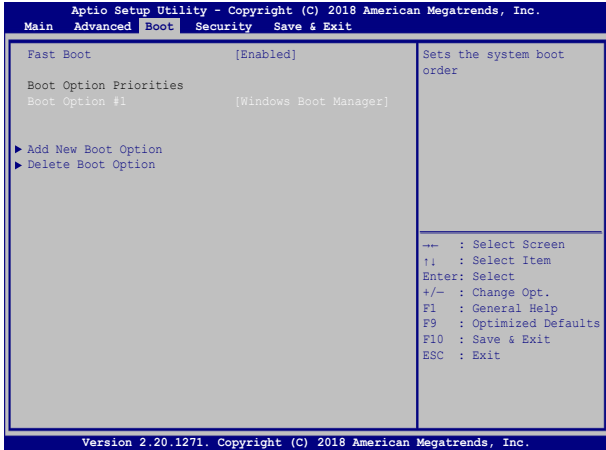 Aptio Setup Utility - Copyright (C) 2018 American Megatrends, Inc.
Main Advanced Boot Security Save & Exit
Fast Boot [Enabled]
Boot Option Priorities
Boot Option #1 [Windows Boot Manager]
▶ Add New Boot Option
▶ Delete Boot Option
Sets the system boot
order
→← : Select Screen
↑↓ : Select Item
Enter: Select
+/— : Change Opt.
F1 : General Help
F9 : Optimized Defaults
F10 : Save & Exit
ESC : Exit
Version 2.20.1271. Copyright (C) 2018 American Megatrends, Inc.